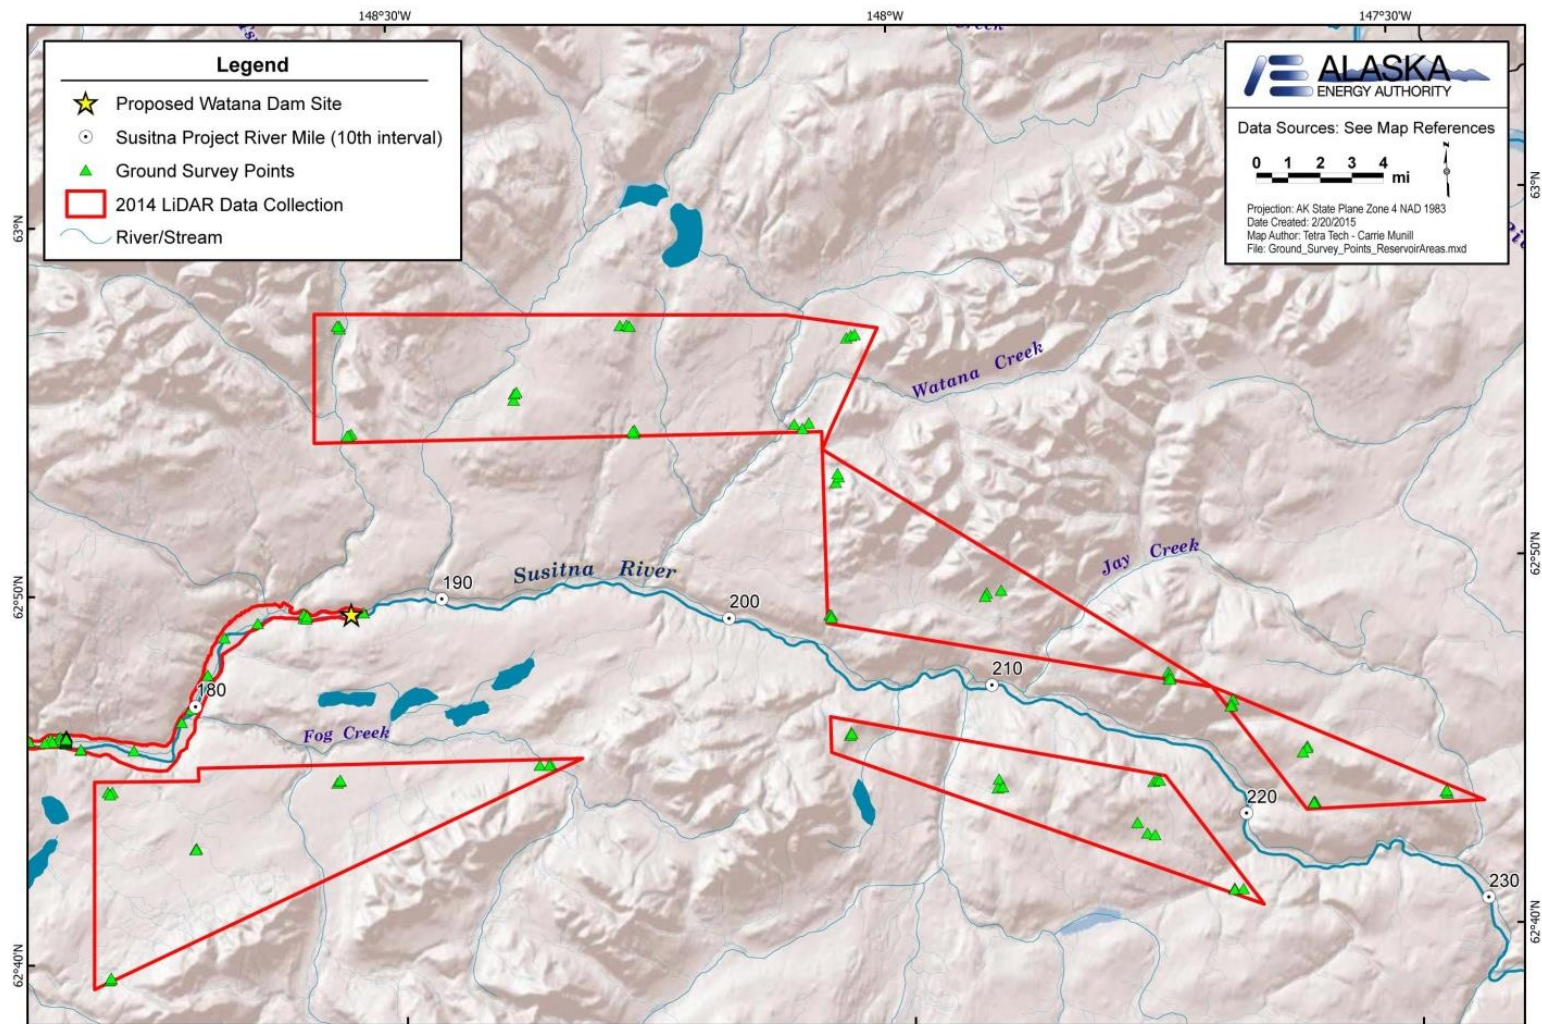 148°30'W
148°W
147°30'W
Creek
Legend
Proposed Watana Dam Site
Susitna Project River Mile (10th interval)
Ground Survey Points
2014 LiDAR Data Collection
River/Stream
ALASKA
ENERGY AUTHORITY
Data Sources: See Map References
0 1 2 3 4
mi
N
Projection: AK State Plane Zone 4 NAD 1983
Date Created: 2/20/2015
Map Author: Tetra Tech - Carrie Munill
File: Ground_Survey_Points_ReservoirAreas.mxd
63°N
63°N
Watana Creek
Jay Creek
62°50'N
62°50'N
Susitna River
190
200
210
180
Fog Creek
220
230
62°40'N
62°40'N